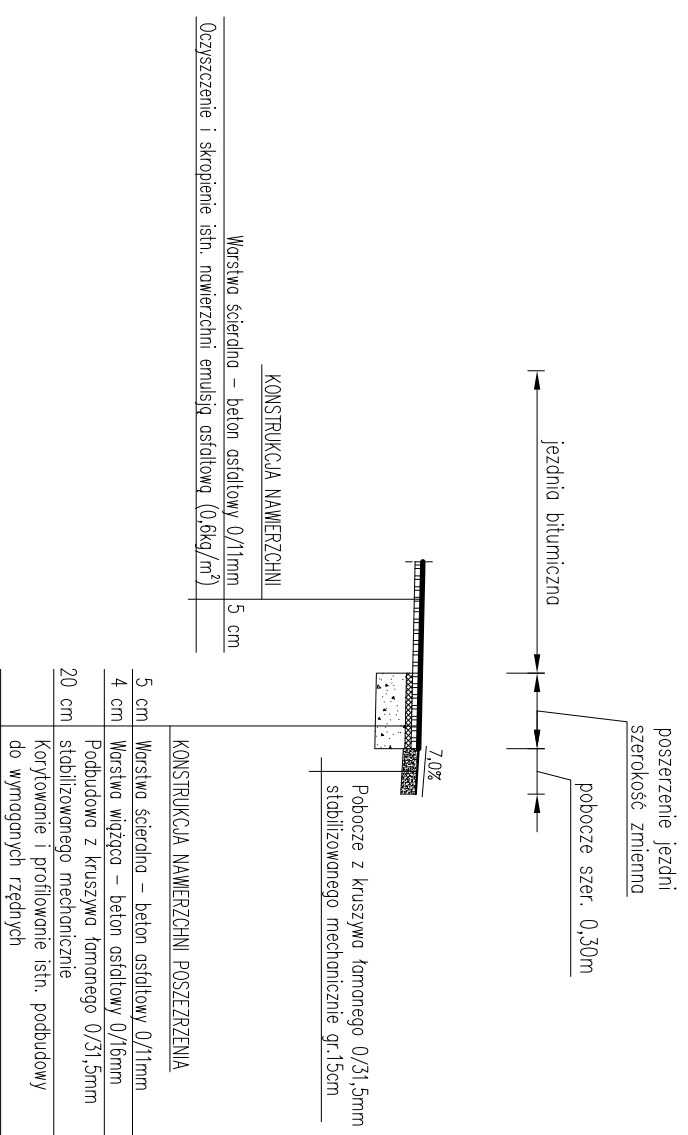 poszerzenie jezdni
szerokość zmienna
pobocze szer. 0,30m
jezdnia bitumiczna
7,0%
Pobocze z kruszywa łamanego 0/31,5mm
stabilizowanego mechanicznie gr.15cm
KONSTRUKCJA NAWIERZCHNI
Warstwa ścieralna – beton asfaltowy 0/11mm 5 cm
Oczyszczenie i skropienie istn. nawierzchni emulsją asfaltową (0,6kg/m²)
KONSTRUKCJA NAWIERZCHNI POSZEZRZENIA
5 cm Warstwa ścieralna – beton asfaltowy 0/11mm
4 cm Warstwa wiążąca – beton asfaltowy 0/16mm
Podbudowa z kruszywa łamanego 0/31,5mm
20 cm stabilizowanego mechanicznie
Korytowanie i profilowanie istn. podbudowy
do wymaganych rzędnych